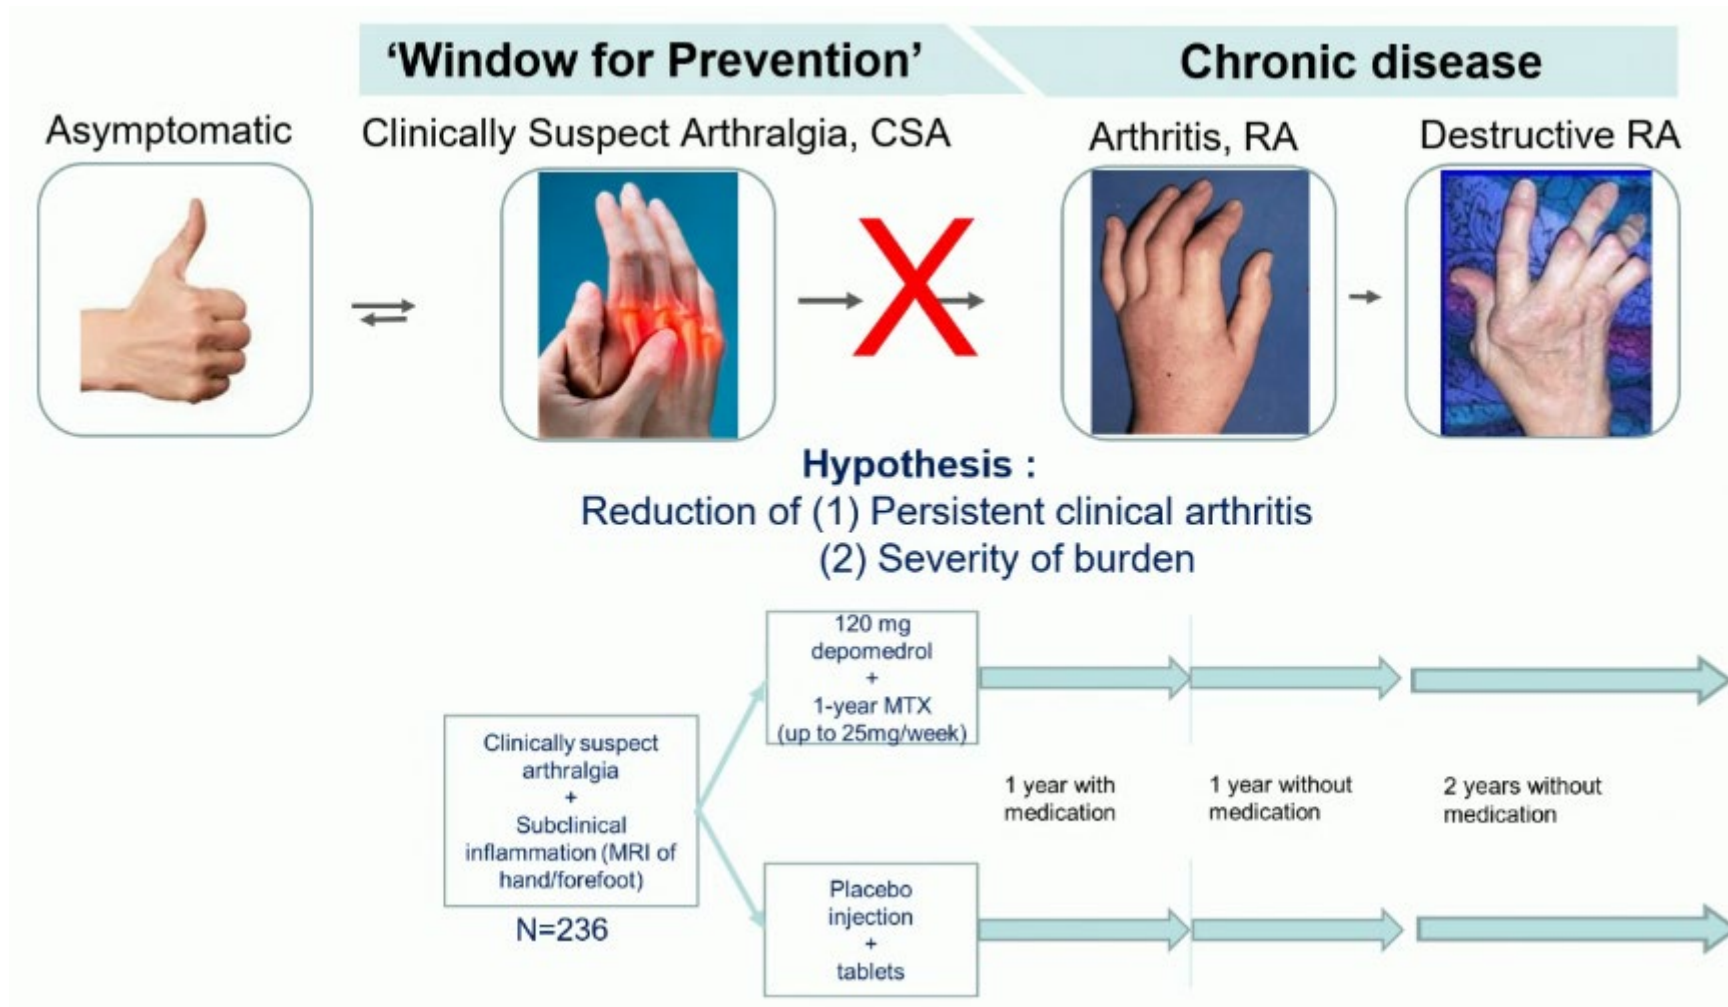 ‘Window for Prevention’
Chronic disease
Asymptomatic
Clinically Suspect Arthralgia, CSA
Arthritis, RA
Destructive RA
X
Hypothesis :
Reduction of (1) Persistent clinical arthritis
(2) Severity of burden
Clinically suspect
arthralgia
+
Subclinical
inflammation (MRI of
hand/forefoot)
N=236
120 mg
depomedrol
+
1-year MTX
(up to 25mg/week)
1 year with
medication
1 year without
medication
2 years without
medication
Placebo
injection
+
tablets